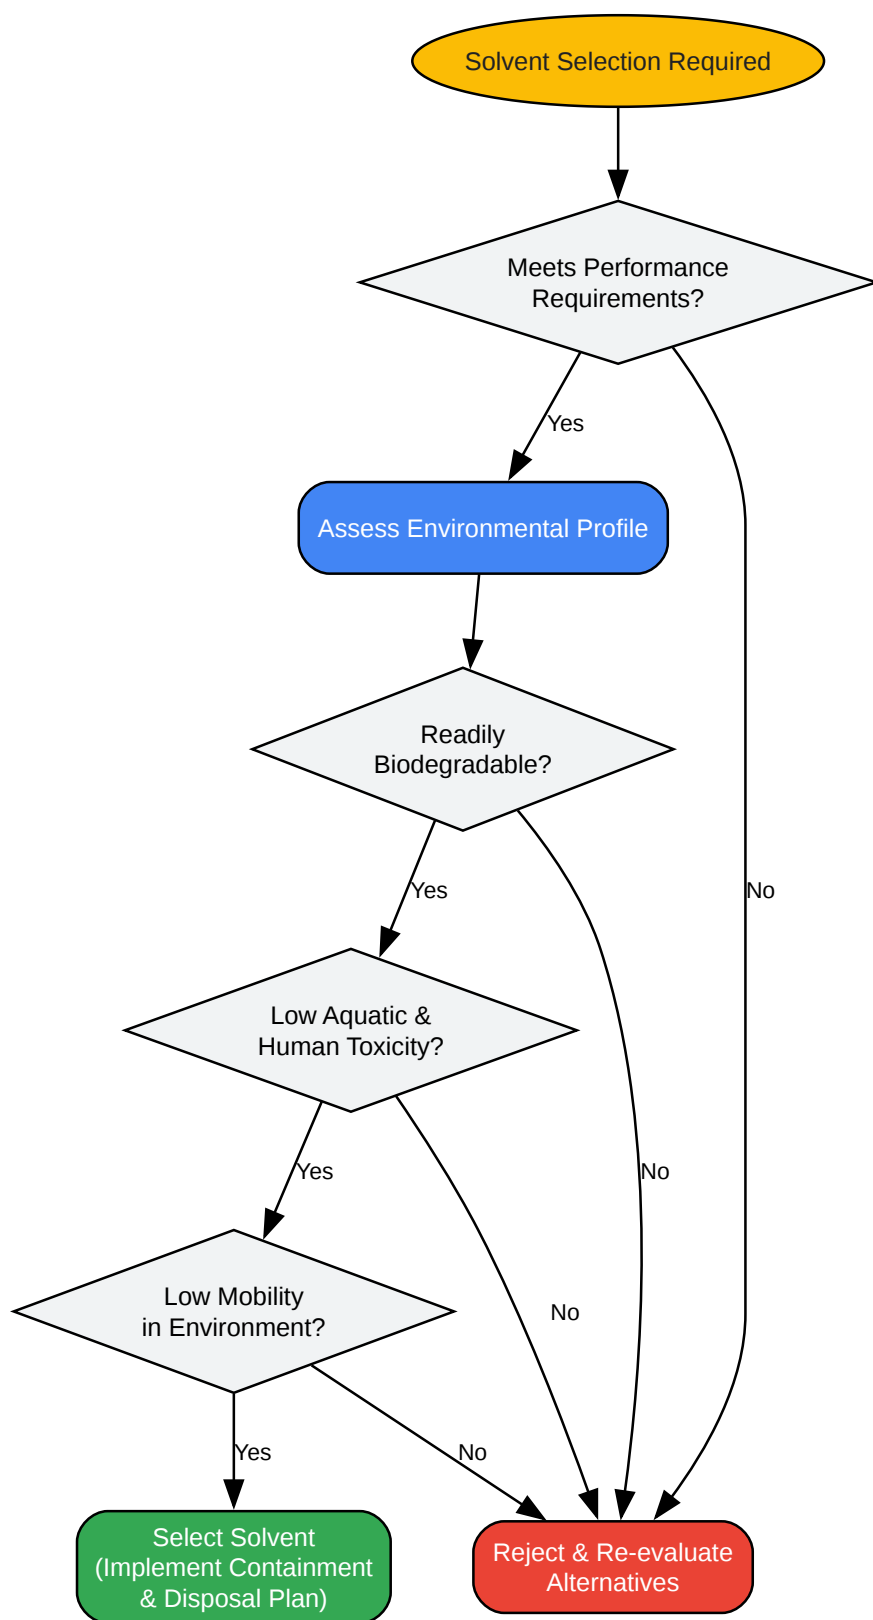 Solvent Selection Required
Meets Performance
Requirements?
Yes
Assess Environmental Profile
Readily
Biodegradable?
Yes
No
Low Aquatic &
Human Toxicity?
Yes
No
Low Mobility
in Environment?
No
Yes
No
Select Solvent
(Implement Containment
& Disposal Plan)
Reject & Re-evaluate
Alternatives